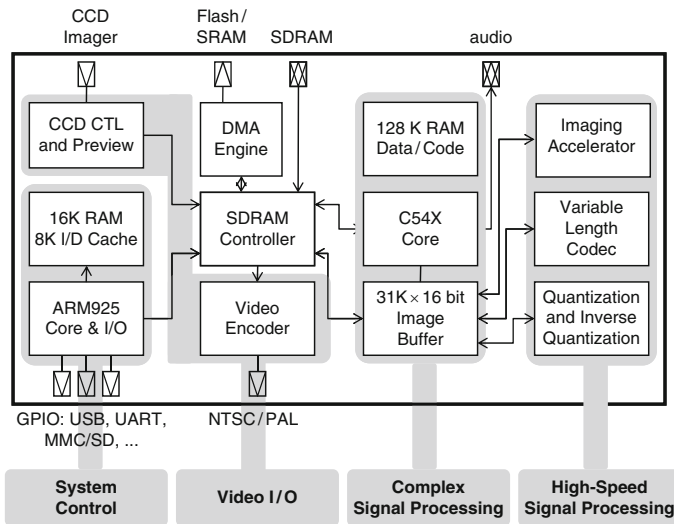 CCD
Imager
Flash/
SRAM
SDRAM
audio
CCD CTL
and Preview
DMA
Engine
128 K RAM
Data/Code
Imaging
Accelerator
16K RAM
8K I/D Cache
SDRAM
Controller
C54X
Core
Variable
Length
Codec
ARM925
Core & I/O
Video
Encoder
31K × 16 bit
Image
Buffer
Quantization
and Inverse
Quantization
GPIO: USB, UART,
MMC/SD, ...
NTSC/PAL
System
Control
Video I/O
Complex
Signal Processing
High-Speed
Signal Processing